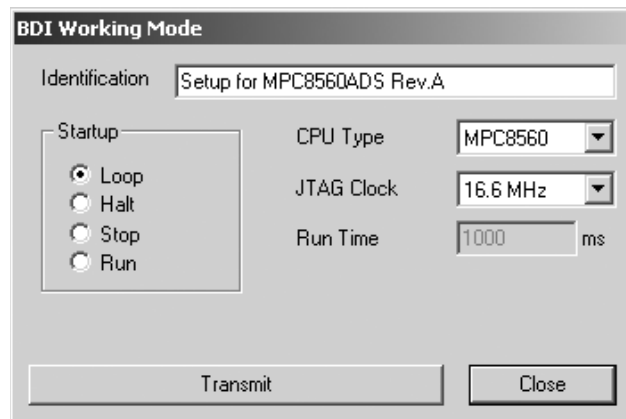 BDI Working Mode
Identification Setup for MPC8560ADS Rev.A
Startup
Loop
Halt
Stop
Run
CPU Type MPC8560
JTAG Clock 16.6 MHz
Run Time 1000 ms
Transmit Close